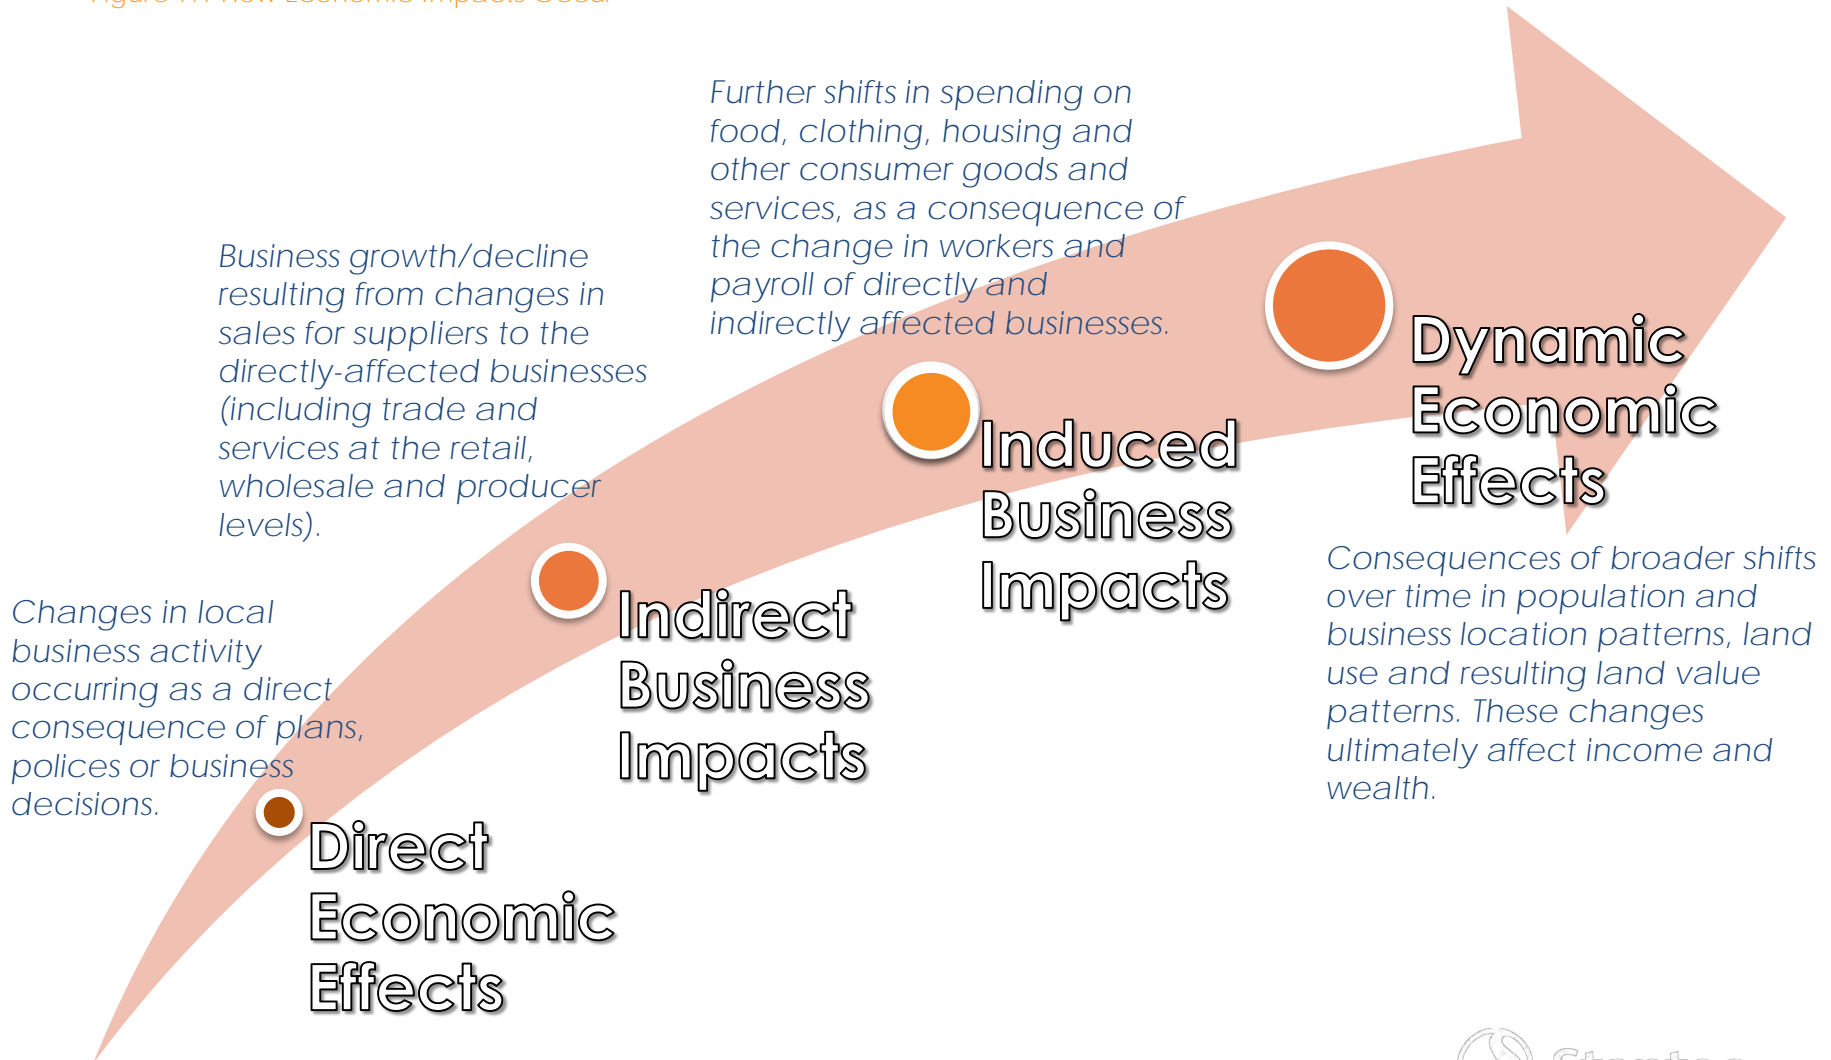 How Economic Impacts Occur
Further shifts in spending on
food, clothing, housing and
other consumer goods and
services, as a consequence of
the change in workers and
payroll of directly and
indirectly affected businesses.
Business growth/decline
resulting from changes in
sales for suppliers to the
directly-affected businesses
(including trade and
services at the retail,
wholesale and producer
levels).
Dynamic
Economic
Effects
Induced
Business
Impacts
Consequences of broader shifts
over time in population and
business location patterns, land
use and resulting land value
patterns. These changes
ultimately affect income and
wealth.
Indirect
Business
Impacts
Changes in local
business activity
occurring as a direct
consequence of plans,
polices or business
decisions.
Direct
Economic
Effects
Stantec